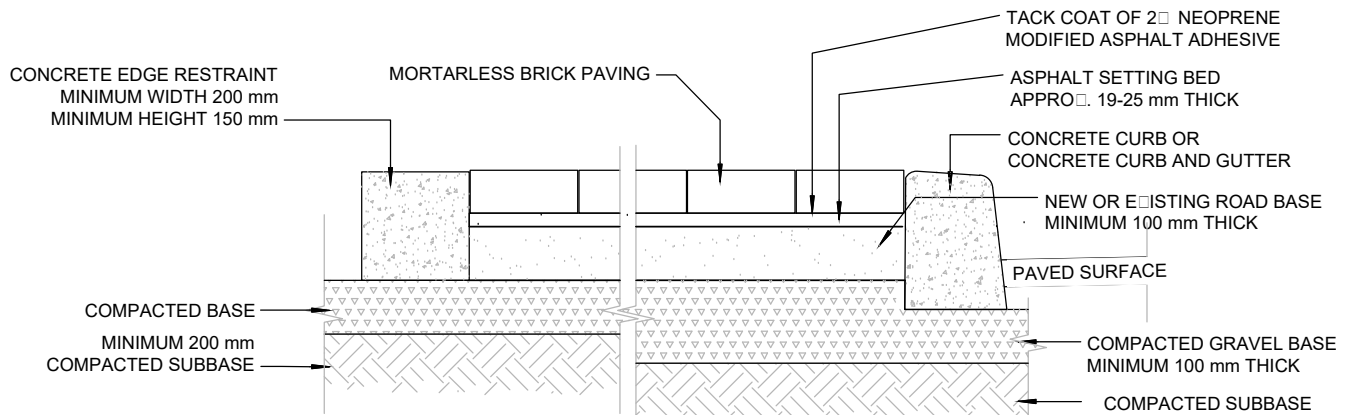 TACK COAT OF 2□ NEOPRENE
MODIFIED ASPHALT ADHESIVE
CONCRETE EDGE RESTRAINT
MINIMUM WIDTH 200 mm
MINIMUM HEIGHT 150 mm
MORTARLESS BRICK PAVING
ASPHALT SETTING BED
APPRO□. 19-25 mm THICK
CONCRETE CURB OR
CONCRETE CURB AND GUTTER
NEW OR E□ISTING ROAD BASE
MINIMUM 100 mm THICK
PAVED SURFACE
COMPACTED BASE
MINIMUM 200 mm
COMPACTED SUBBASE
COMPACTED GRAVEL BASE
MINIMUM 100 mm THICK
COMPACTED SUBBASE